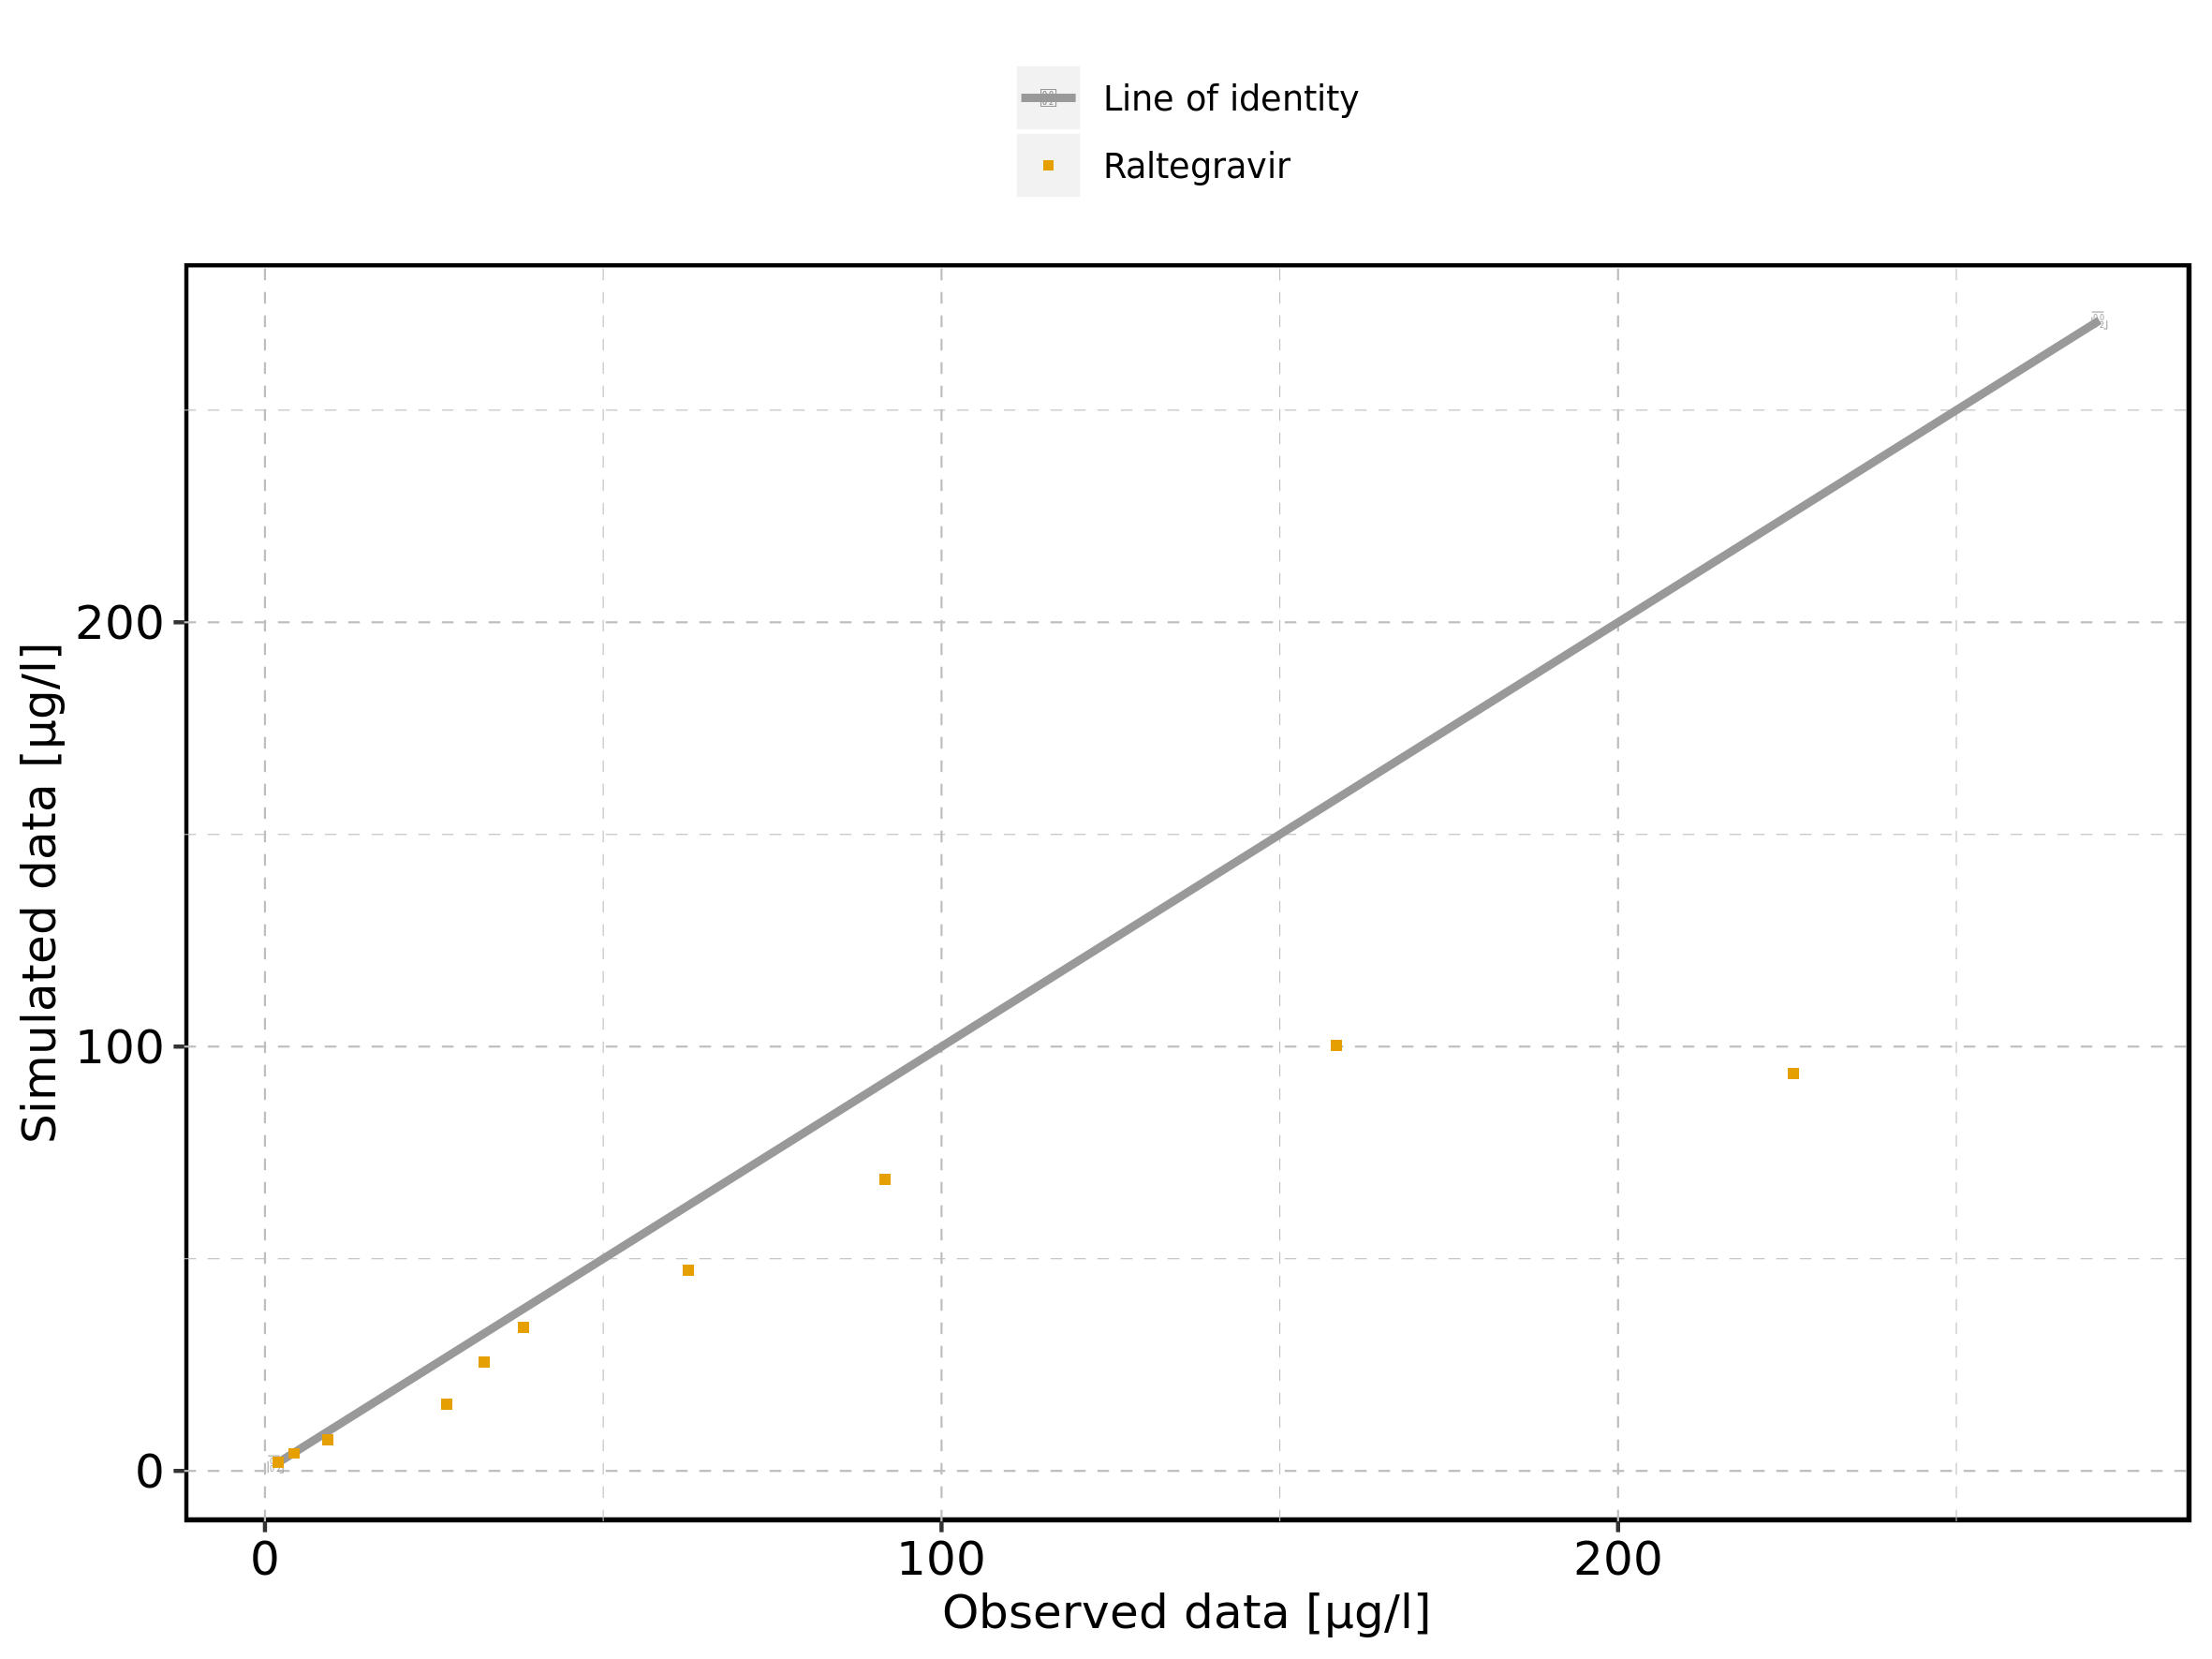 Line of identity
Raltegravir
Simulated data [µg/l]
200
100
0
0 100 200
Observed data [µg/l]